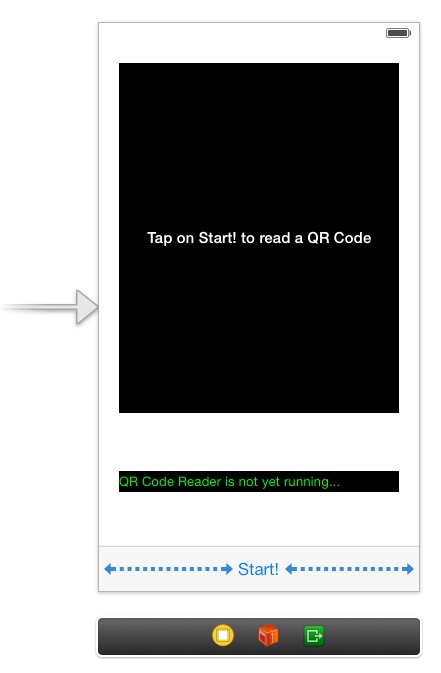 Tap on Start! to read a QR Code
QR Code Reader is not yet running...
Start!